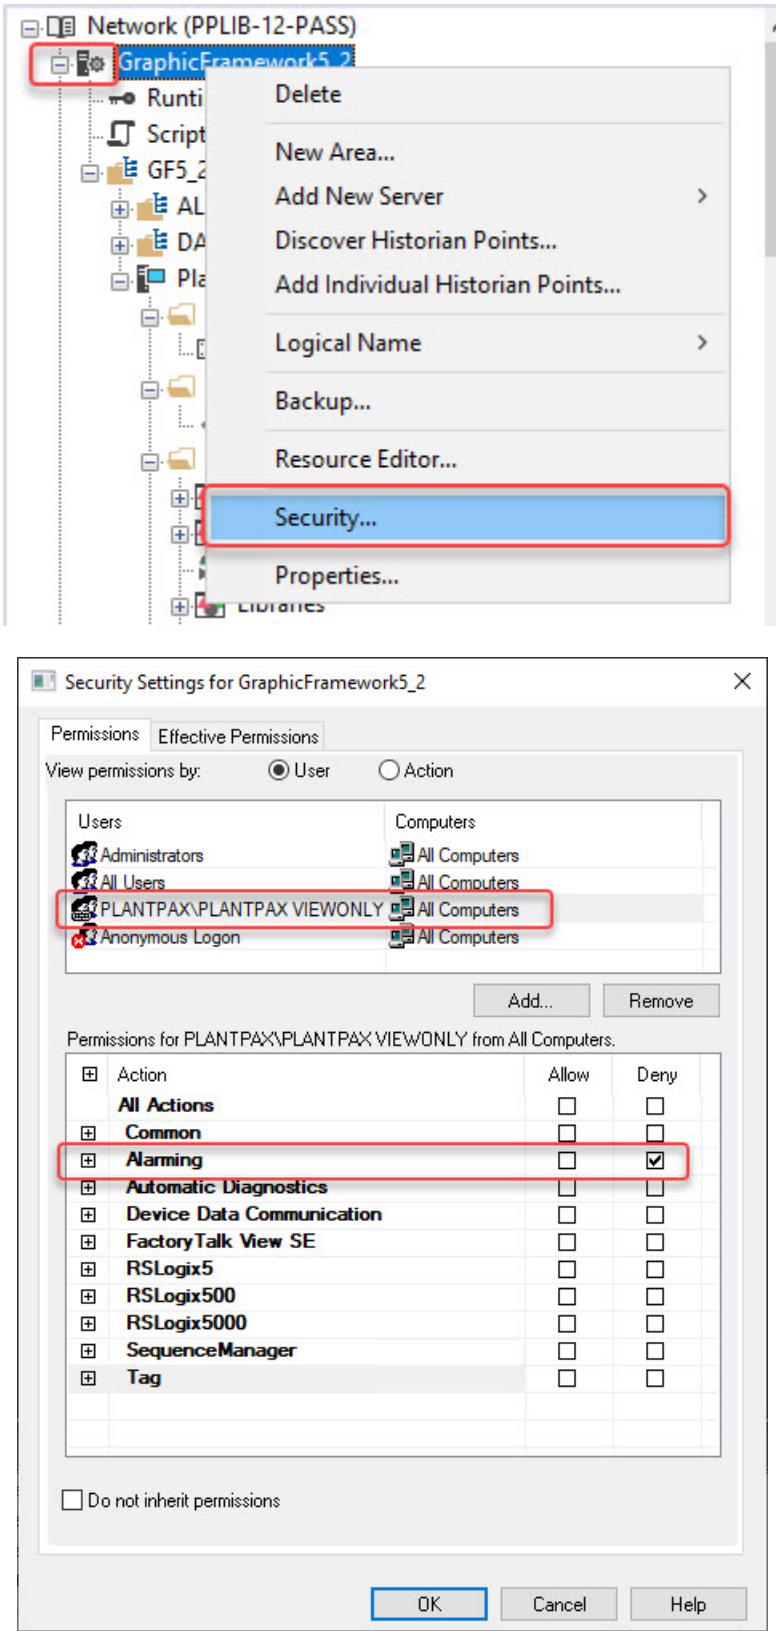 Network (PPLIB-12-PASS)
GraphicFramework5_2
Runti
Script
GF5_2
AL
DA
Pla
Delete
New Area...
Add New Server
Discover Historian Points...
Add Individual Historian Points...
Logical Name
Backup...
Resource Editor...
Security...
Properties...
Libraries
Security Settings for GraphicFramework5_2
Permissions Effective Permissions
View permissions by: User Action
Users Computers
Administrators All Computers
All Users All Computers
PLANTPAX\PLANTPAX VIEWONLY All Computers
Anonymous Logon All Computers
Add... Remove
Permissions for PLANTPAX\PLANTPAX VIEWONLY from All Computers.
Action Allow Deny
All Actions
Common
Alarming
Automatic Diagnostics
Device Data Communication
FactoryTalk View SE
RSLogix5
RSLogix500
RSLogix5000
SequenceManager
Tag
Do not inherit permissions
OK Cancel Help